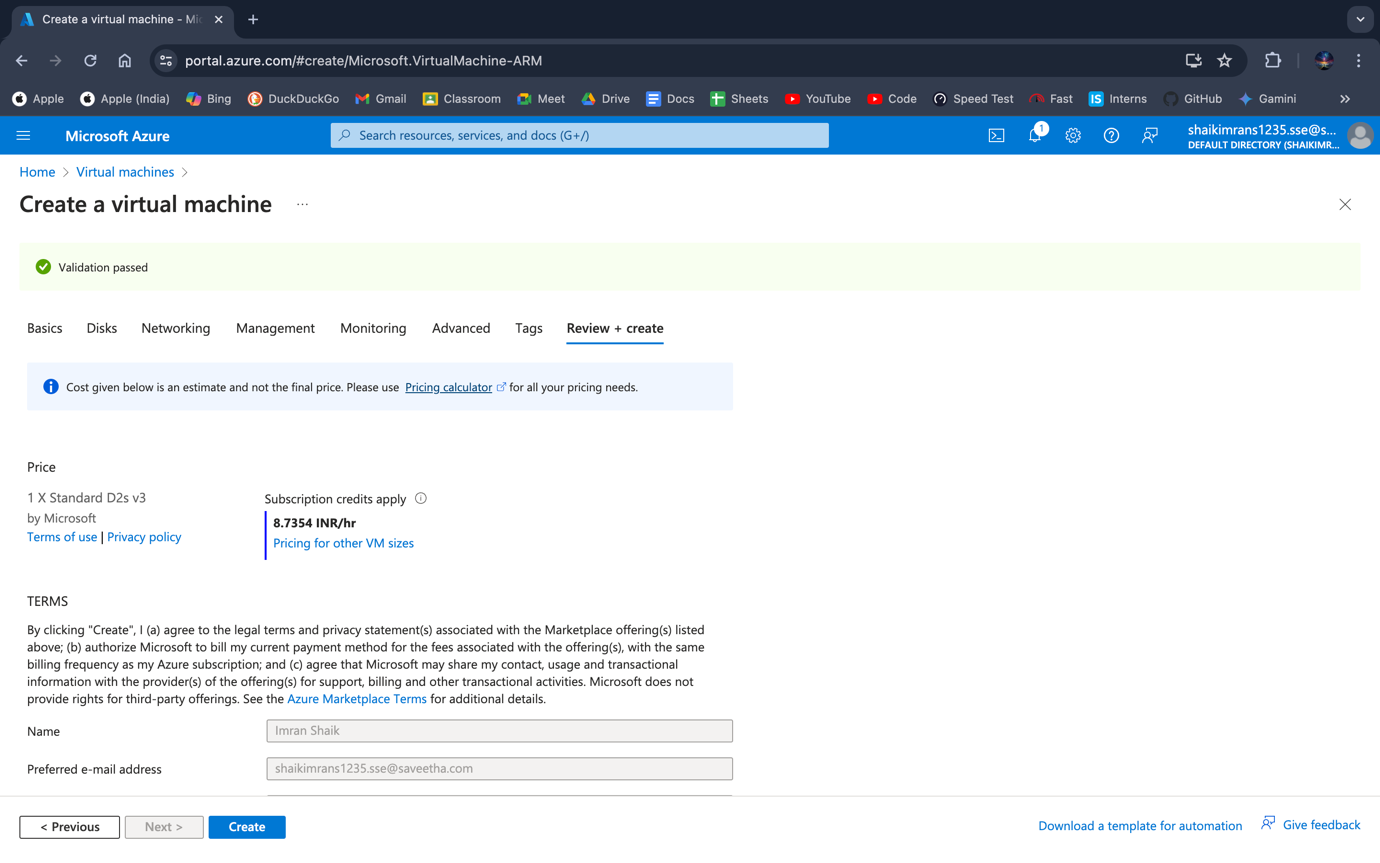 Create a virtual machine - Mic
portal.azure.com/#create/Microsoft.VirtualMachine-ARM
Apple Apple (India) Bing DuckDuckGo Gmail Classroom Meet Drive Docs Sheets YouTube Code Speed Test Fast Interns GitHub Gamini
Microsoft Azure
Search resources, services, and docs (G+/)
1
shaikimrans1235.sse@s...
DEFAULT DIRECTORY (SHAIKIMR...
Home > Virtual machines >
Create a virtual machine ...
Validation passed
Basics Disks Networking Management Monitoring Advanced Tags Review + create
Cost given below is an estimate and not the final price. Please use Pricing calculator for all your pricing needs.
Price
1 X Standard D2s v3
by Microsoft
Terms of use | Privacy policy
Subscription credits apply
8.7354 INR/hr
Pricing for other VM sizes
TERMS
By clicking "Create", I (a) agree to the legal terms and privacy statement(s) associated with the Marketplace offering(s) listed
above; (b) authorize Microsoft to bill my current payment method for the fees associated with the offering(s), with the same
billing frequency as my Azure subscription; and (c) agree that Microsoft may share my contact, usage and transactional
information with the provider(s) of the offering(s) for support, billing and other transactional activities. Microsoft does not
provide rights for third-party offerings. See the Azure Marketplace Terms for additional details.
Name
Imran Shaik
Preferred e-mail address
shaikimrans1235.sse@saveetha.com
< Previous
Next >
Create
Download a template for automation
Give feedback